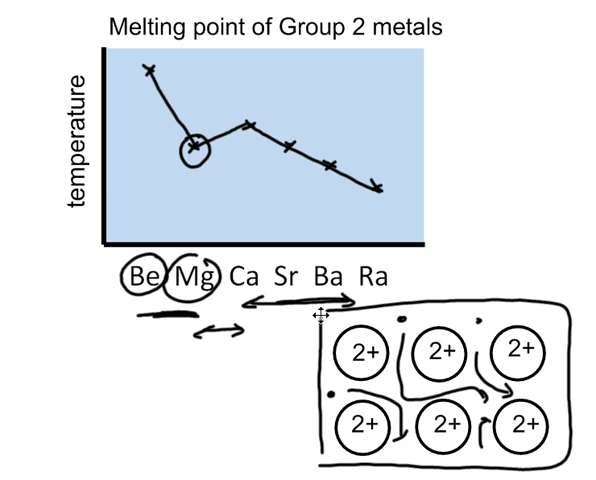 Melting point of Group 2 metals
temperature
Be Mg Ca Sr Ba Ra
2+ 2+ 2+
2+ 2+ 2+